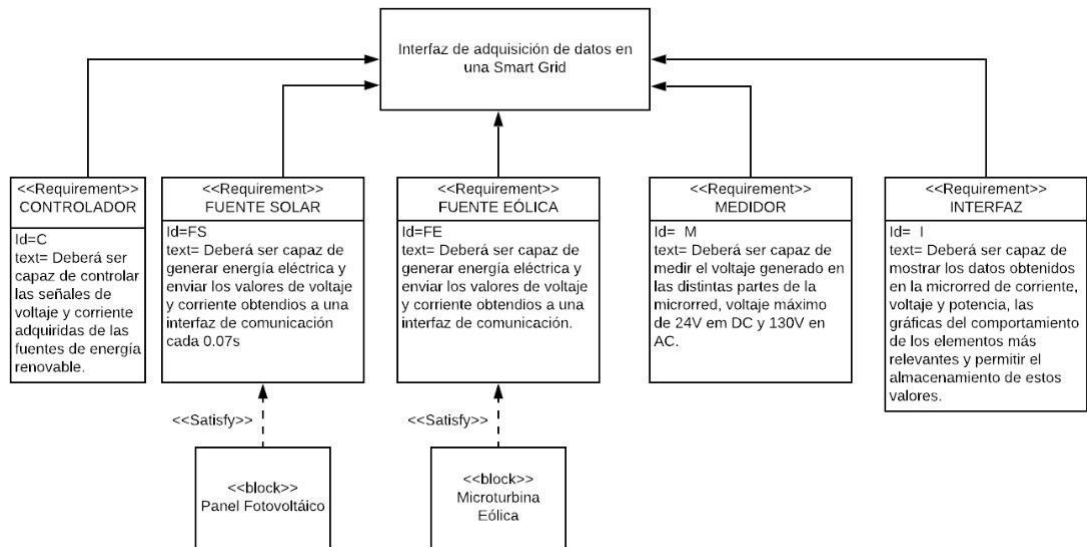 Interfaz de adquisición de datos en
una Smart Grid
<<Requirement>>
CONTROLADOR
Id=C
text= Deberá ser
capaz de controlar
las señales de
voltaje y corriente
adquiridas de las
fuentes de energía
renovable.
<<Requirement>>
FUENTE SOLAR
Id=FS
text= Deberá ser capaz de
generar energía eléctrica y
enviar los valores de voltaje
y corriente obtendios a una
interfaz de comunicación
cada 0.07s
<<Requirement>>
FUENTE EÓLICA
Id=FE
text= Deberá ser capaz de
generar energía eléctrica y
enviar los valores de voltaje
y corriente obtendios a una
interfaz de comunicación.
<<Requirement>>
MEDIDOR
Id= M
text= Deberá ser capaz de
medir el voltaje generado en
las distintas partes de la
microrred, voltaje máximo
de 24V em DC y 130V en
AC.
<<Requirement>>
INTERFAZ
Id= I
text= Deberá ser capaz de
mostrar los datos obtenidos
en la microrred de corriente,
voltaje y potencia, las
gráficas del comportamiento
de los elementos más
relevantes y permitir el
almacenamiento de estos
valores.
<<Satisfy>>
<<Satisfy>>
<<block>>
Panel Fotovoltáico
<<block>>
Microturbina
Eólica